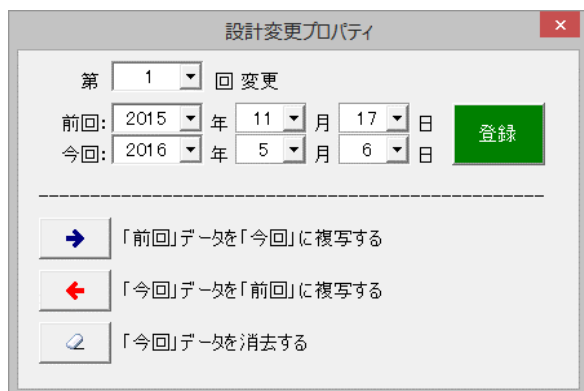 設計変更プロパティ
第 1 回 変更
前回: 2015 年 11 月 17 日
今回: 2016 年 5 月 6 日
登録
「前回」データを「今回」に複写する
「今回」データを「前回」に複写する
「今回」データを消去する